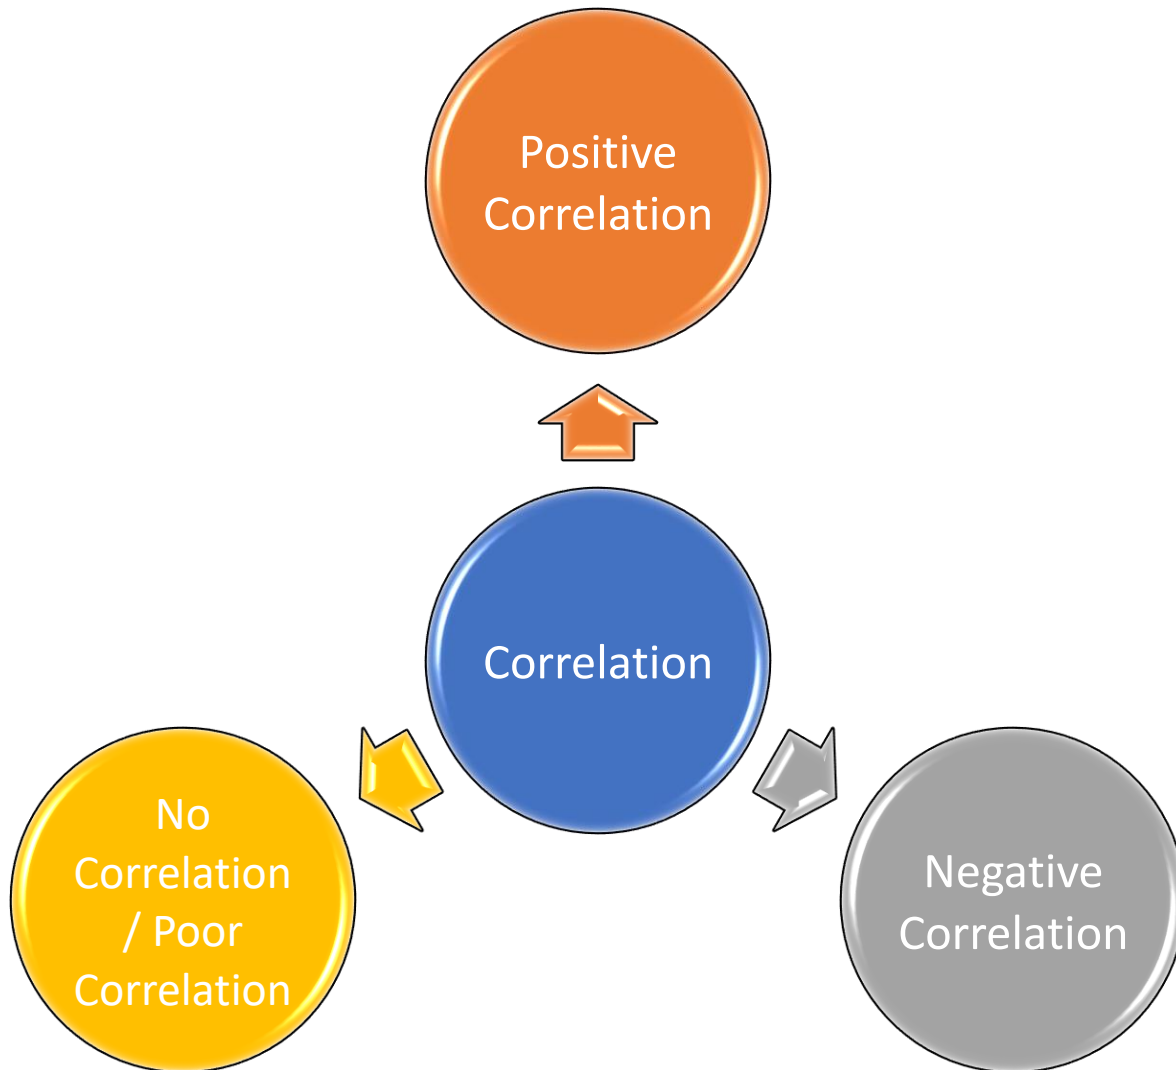 Positive
Correlation
Correlation
No
Correlation
/ Poor
Correlation
Negative
Correlation